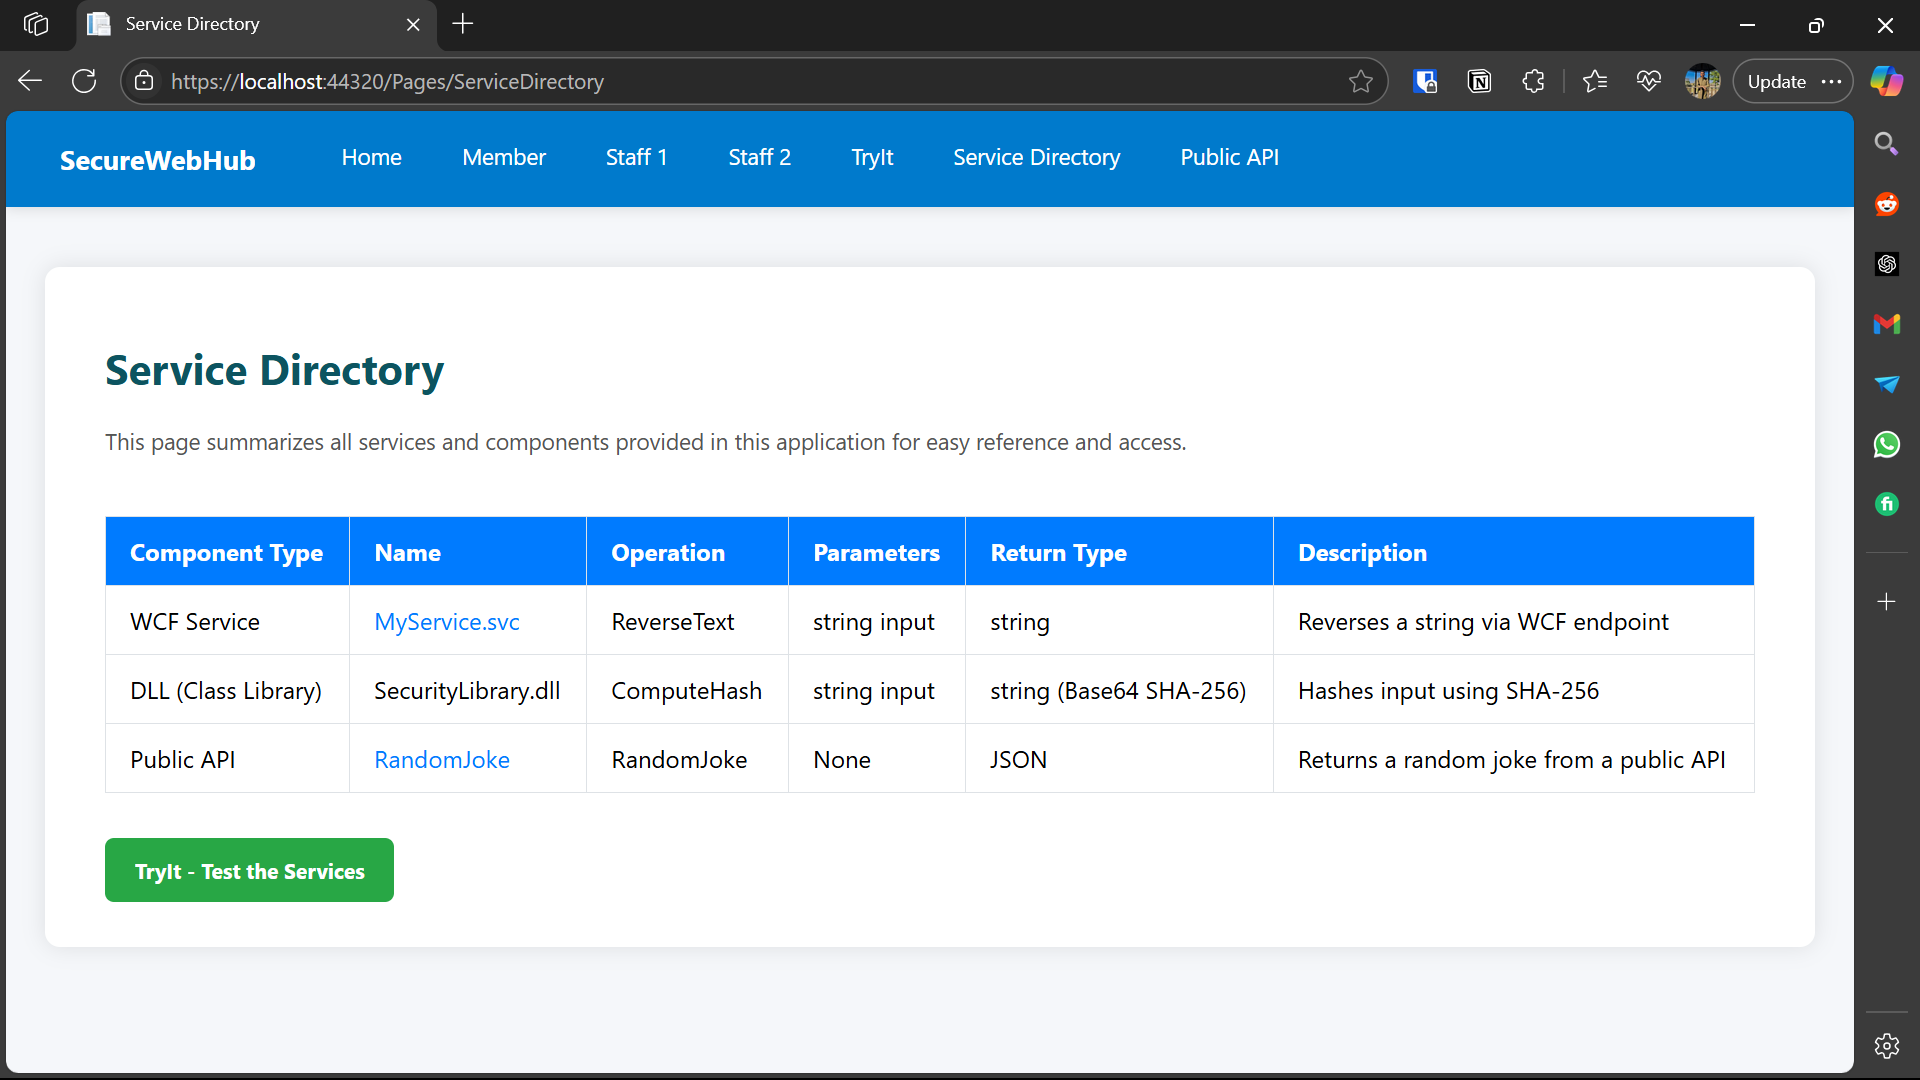 Service Directory
https://localhost:44320/Pages/ServiceDirectory
Update
SecureWebHub Home Member Staff 1 Staff 2 TryIt Service Directory Public API
Service Directory
This page summarizes all services and components provided in this application for easy reference and access.
Component Type Name Operation Parameters Return Type Description
WCF Service MyService.svc ReverseText string input string Reverses a string via WCF endpoint
DLL (Class Library) SecurityLibrary.dll ComputeHash string input string (Base64 SHA-256) Hashes input using SHA-256
Public API RandomJoke RandomJoke None JSON Returns a random joke from a public API
TryIt - Test the Services